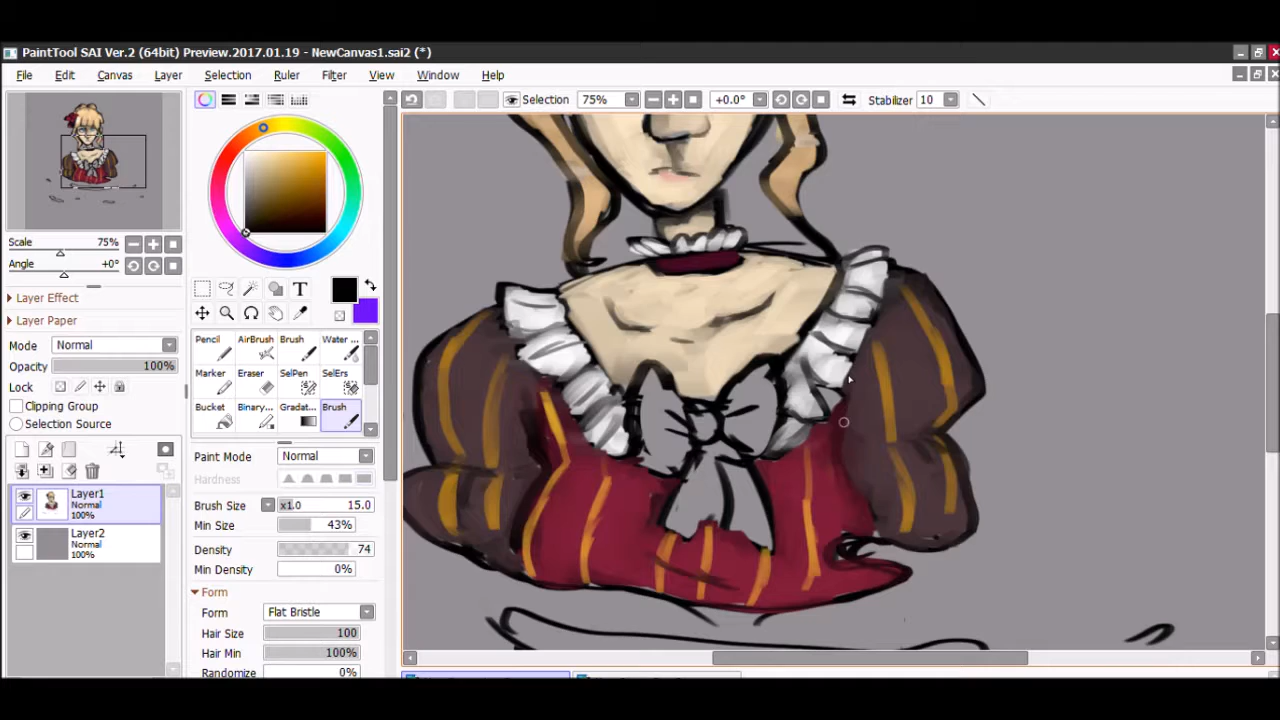 PaintTool SAI Ver.2 (64bit) Preview.2017.01.19 - NewCanvas1.sai2 (*)
File Edit Canvas Layer Selection Ruler Filter View Window Help
Selection 75% +0.0° Stabilizer 10
Scale 75%
Angle +0°
Layer Effect
Layer Paper
Mode Normal
Opacity 100%
Lock
Clipping Group
Selection Source
Layer1
Normal
100%
Layer2
Normal
100%
T
Pencil AirBrush Brush Water ...
Marker Eraser SelPen SelErs
Bucket Binary... Gradat... Brush
Paint Mode Normal
Hardness
Brush Size x1.0 15.0
Min Size 43%
Density 74
Min Density 0%
Form
Form Flat Bristle
Hair Size 100
Hair Min 100%
Randomize 0%